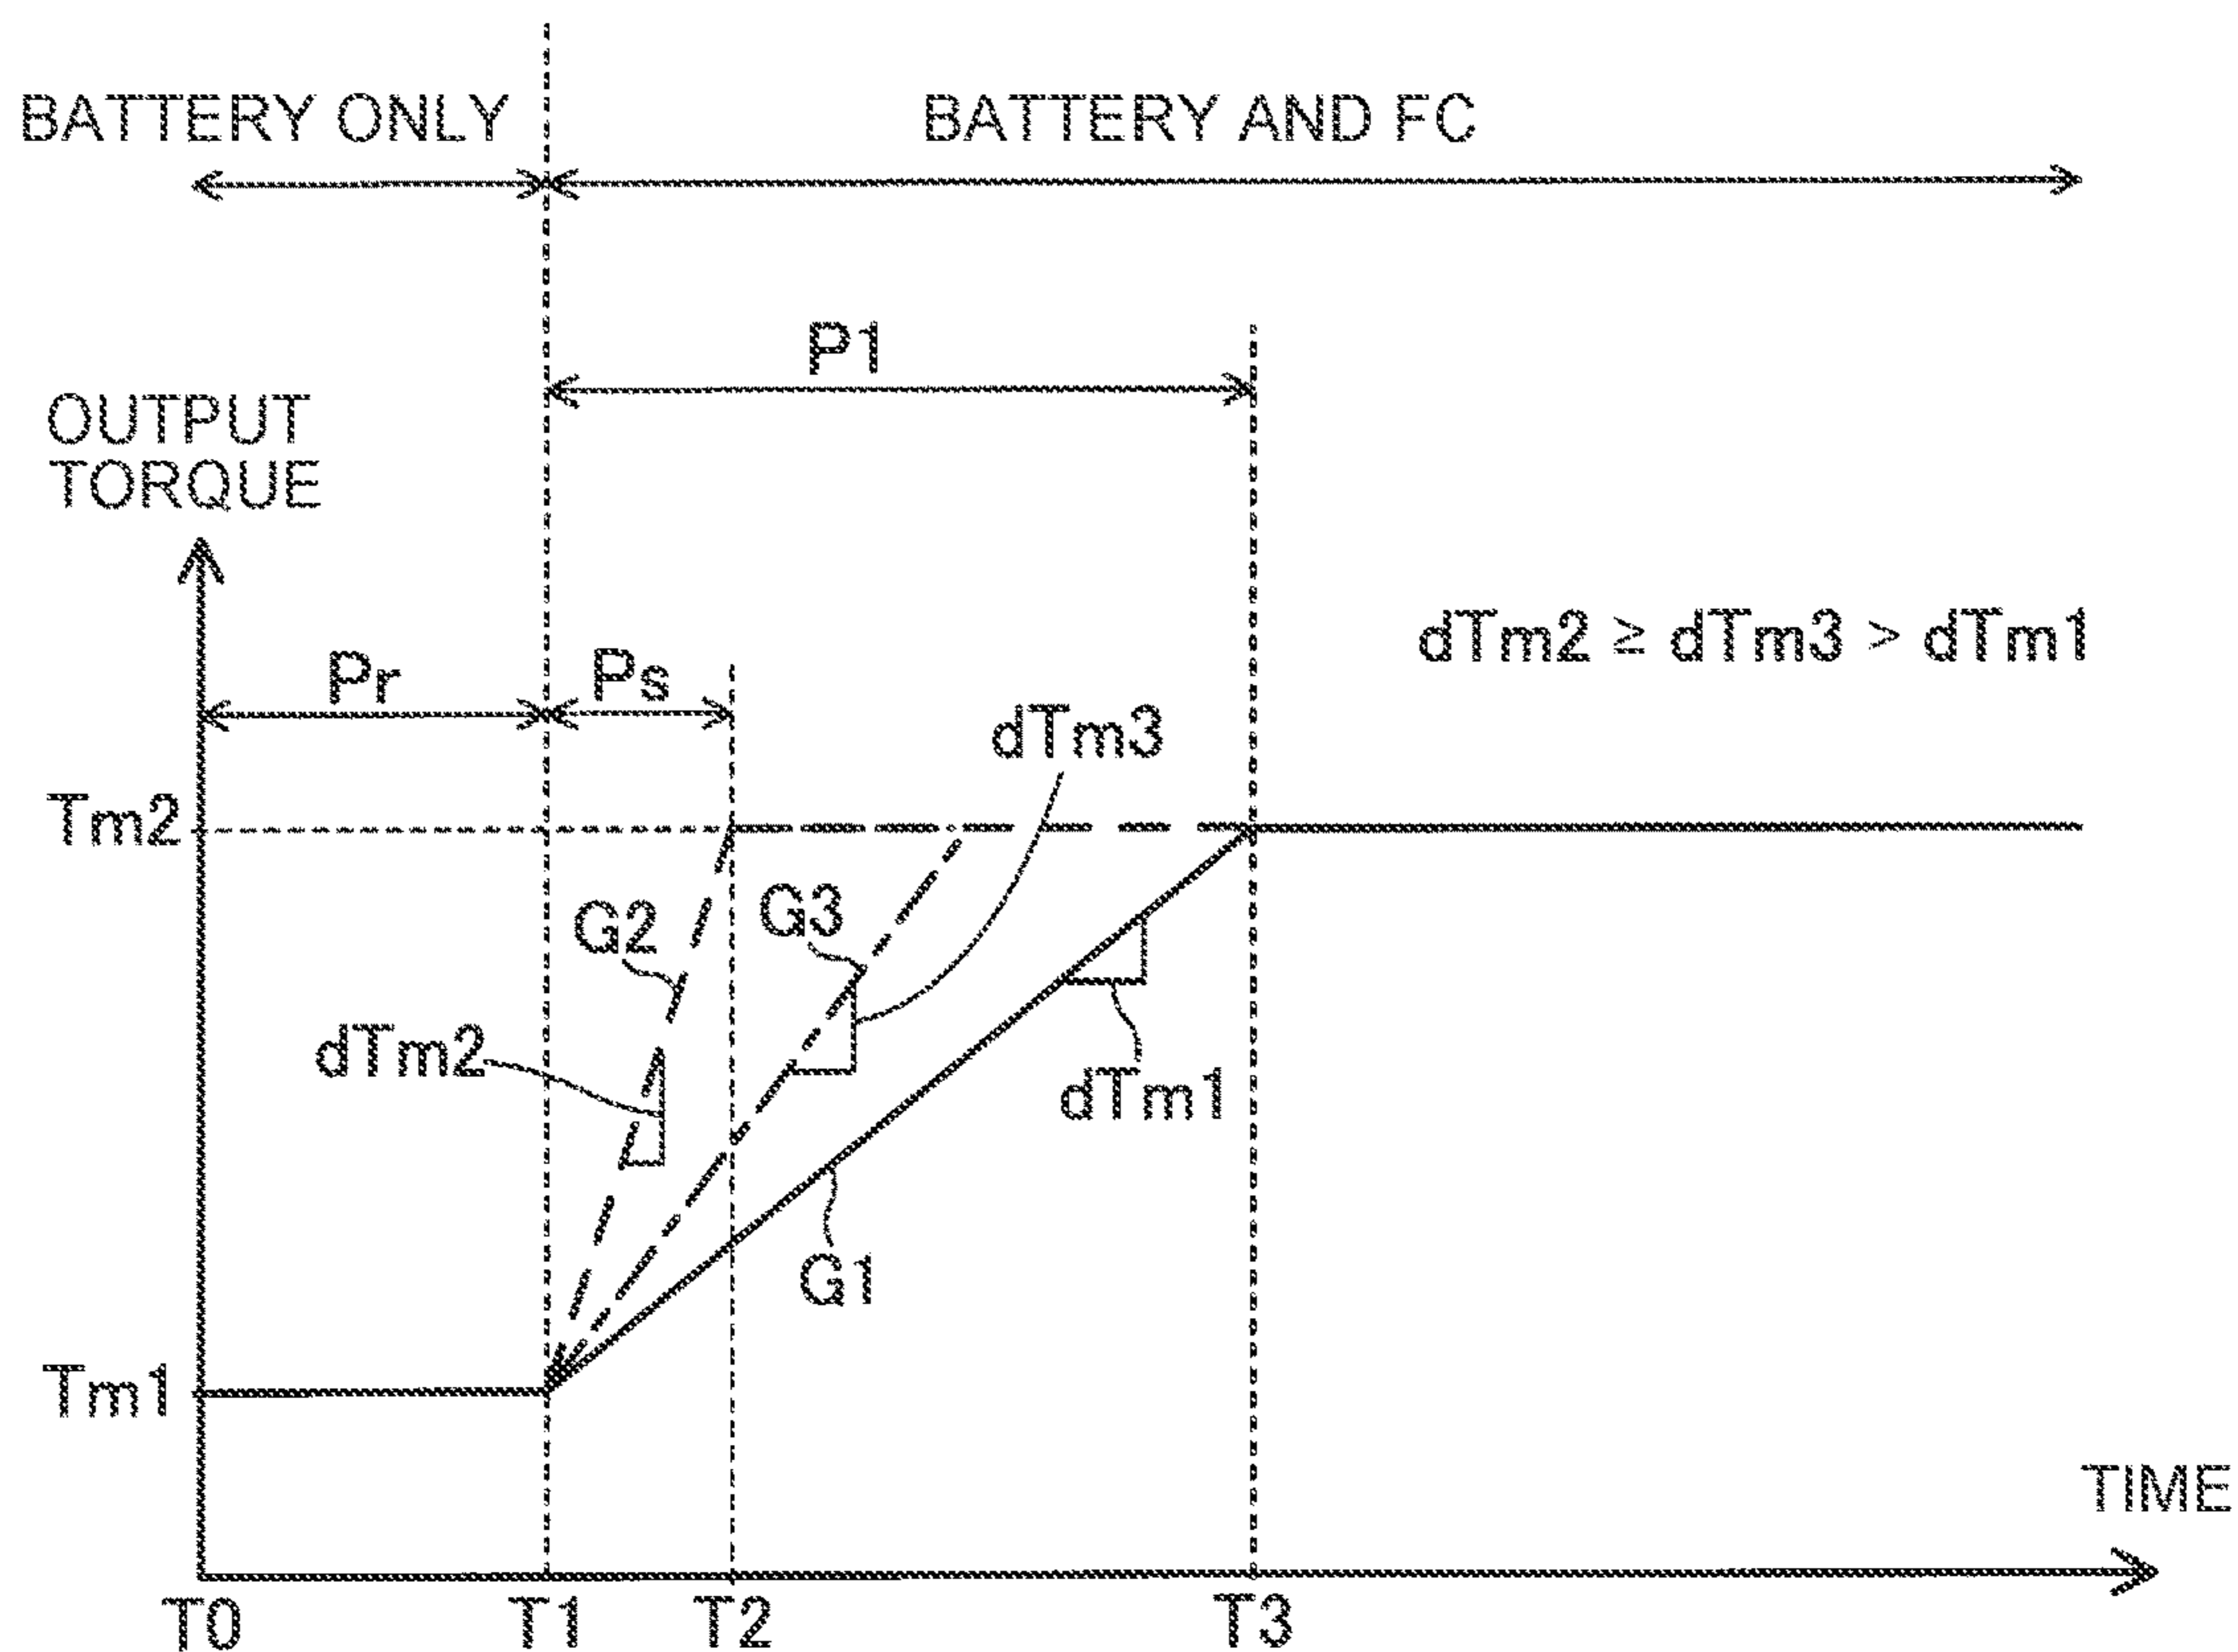 BATTERY ONLY
BATTERY AND FC
P1
OUTPUT
TORQUE
dTm2 ≥ dTm3 > dTm1
Pr
Ps
dTm3
Tm2
G2
G3
dTm2
dTm1
G1
Tm1
TIME
T0
T1
T2
T3